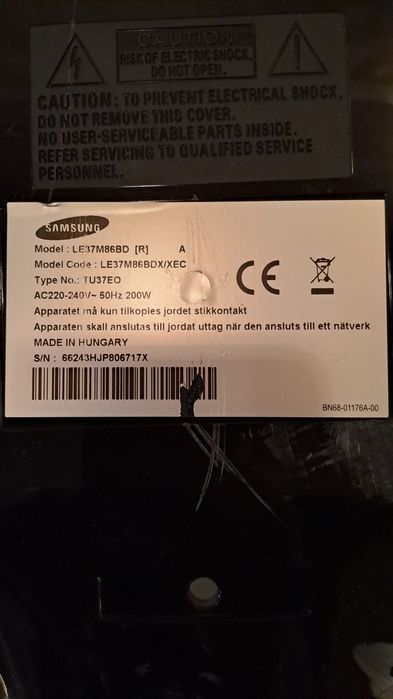 CAUTION
RISK OF ELECTRIC SHOCK.
DO NOT OPEN.
CAUTION: TO PREVENT ELECTRICAL SHOCK,
DO NOT REMOVE THIS COVER.
NO USER-SERVICEABLE PARTS INSIDE.
REFER SERVICING TO QUALIFIED SERVICE
PERSONNEL.
SAMSUNG
Model : LE37M86BD [R] A
Model Code : LE37M86BDX/XEC
Type No.: TU37EO
AC220-240V~ 50Hz 200W
Apparatet må kun tilkoples jordet stikkontakt
Apparaten skall anslutas till jordat uttag när den ansluts till ett nätverk
MADE IN HUNGARY
S/N : 66243HJP806717X
CE
BN68-01176A-00